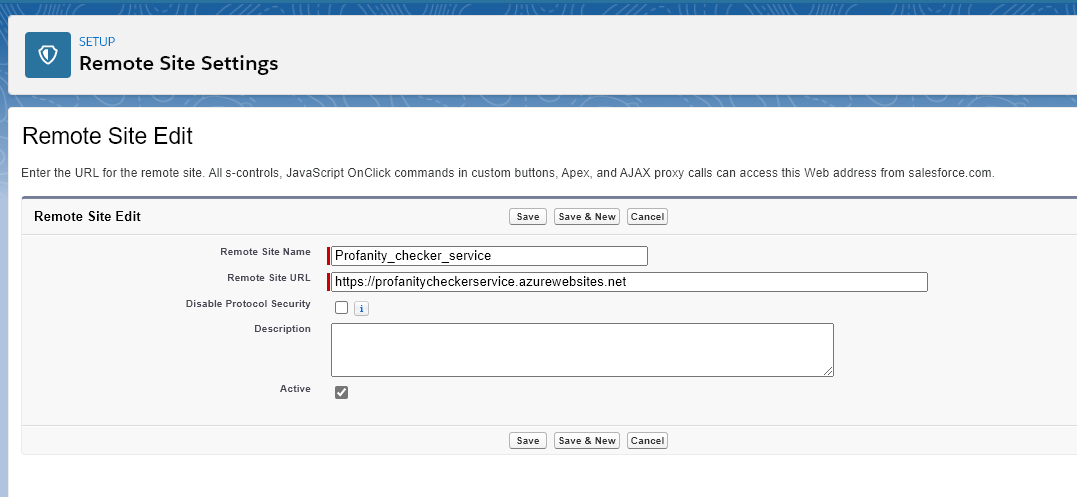 SETUP
Remote Site Settings
Remote Site Edit
Enter the URL for the remote site. All s-controls, JavaScript OnClick commands in custom buttons, Apex, and AJAX proxy calls can access this Web address from salesforce.com.
Remote Site Edit Save Save & New Cancel
Remote Site Name Profanity_checker_service
Remote Site URL https://profanitycheckerservice.azurewebsites.net
Disable Protocol Security i
Description
Active
Save Save & New Cancel